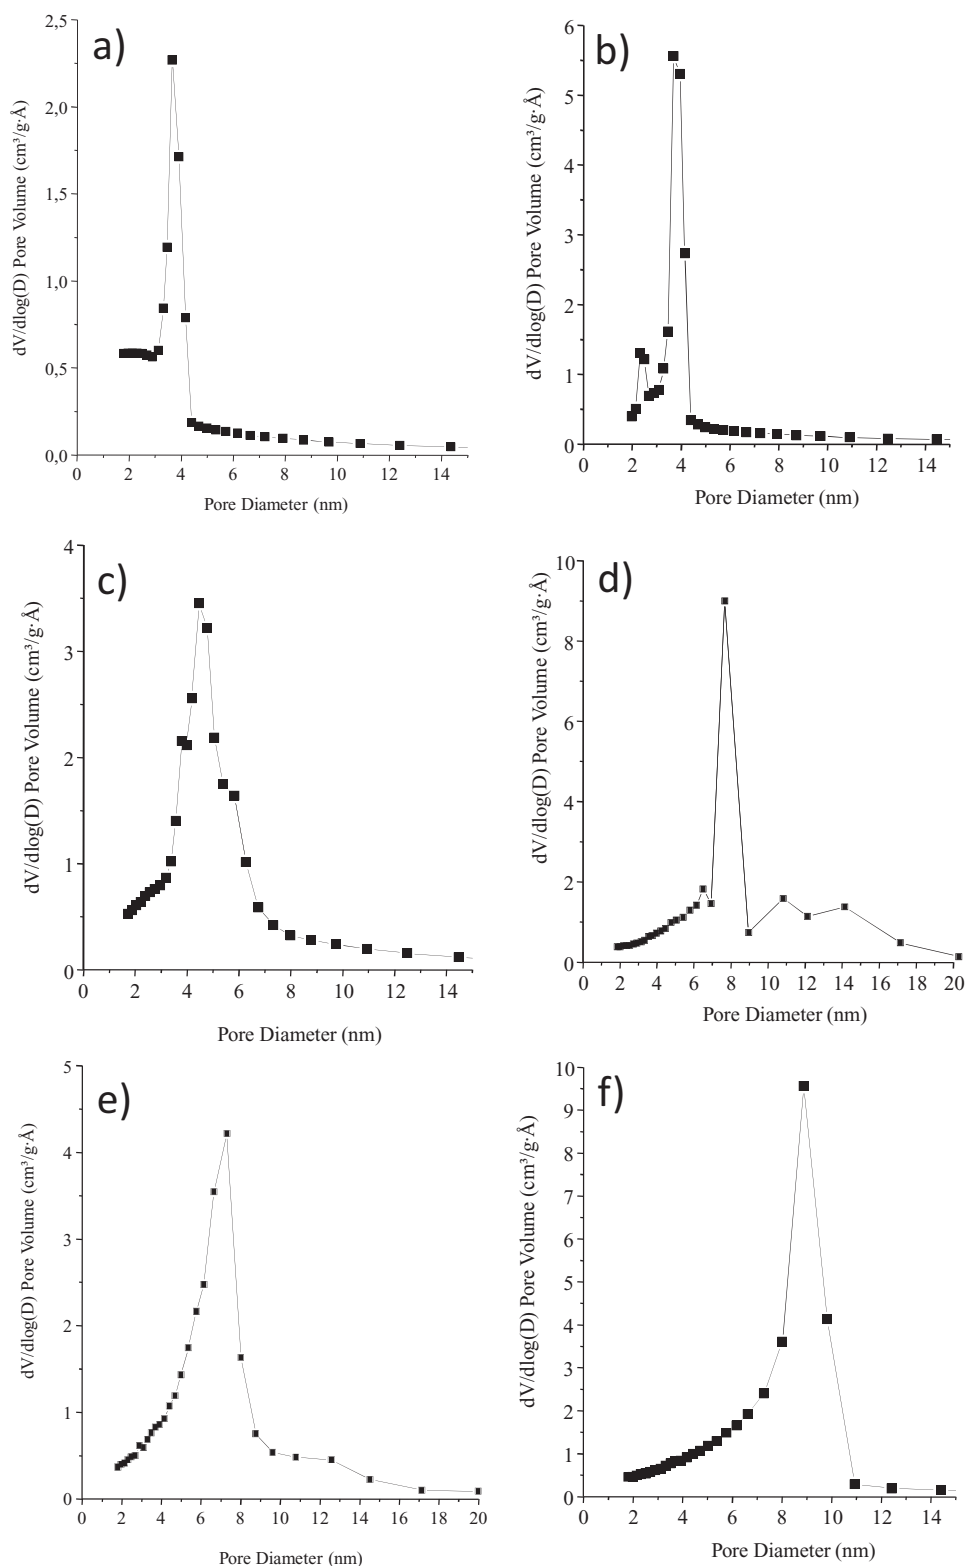 a)
dV/dlog(D) Pore Volume (cm³/g·Å)
2,5
2,0
1,5
1,0
0,5
0,0
2 4 6 8 10 12 14
Pore Diameter (nm)
b)
dV/dlog(D) Pore Volume (cm³/g·Å)
6
5
4
3
2
1
0
0 2 4 6 8 10 12 14
Pore Diameter (nm)
c)
dV/dlog(D) Pore Volume (cm³/g·Å)
4
3
2
1
0
0 2 4 6 8 10 12 14
Pore Diameter (nm)
d)
dV/dlog(D) Pore Volume (cm³/g·Å)
10
8
6
4
2
0
0 2 4 6 8 10 12 14 16 18 20
Pore Diameter (nm)
e)
dV/dlog(D) Pore Volume (cm³/g·Å)
5
4
3
2
1
0
0 2 4 6 8 10 12 14 16 18 20
Pore Diameter (nm)
f)
dV/dlog(D) Pore Volume (cm³/g·Å)
10
9
8
7
6
5
4
3
2
1
0
0 2 4 6 8 10 12 14
Pore Diameter (nm)